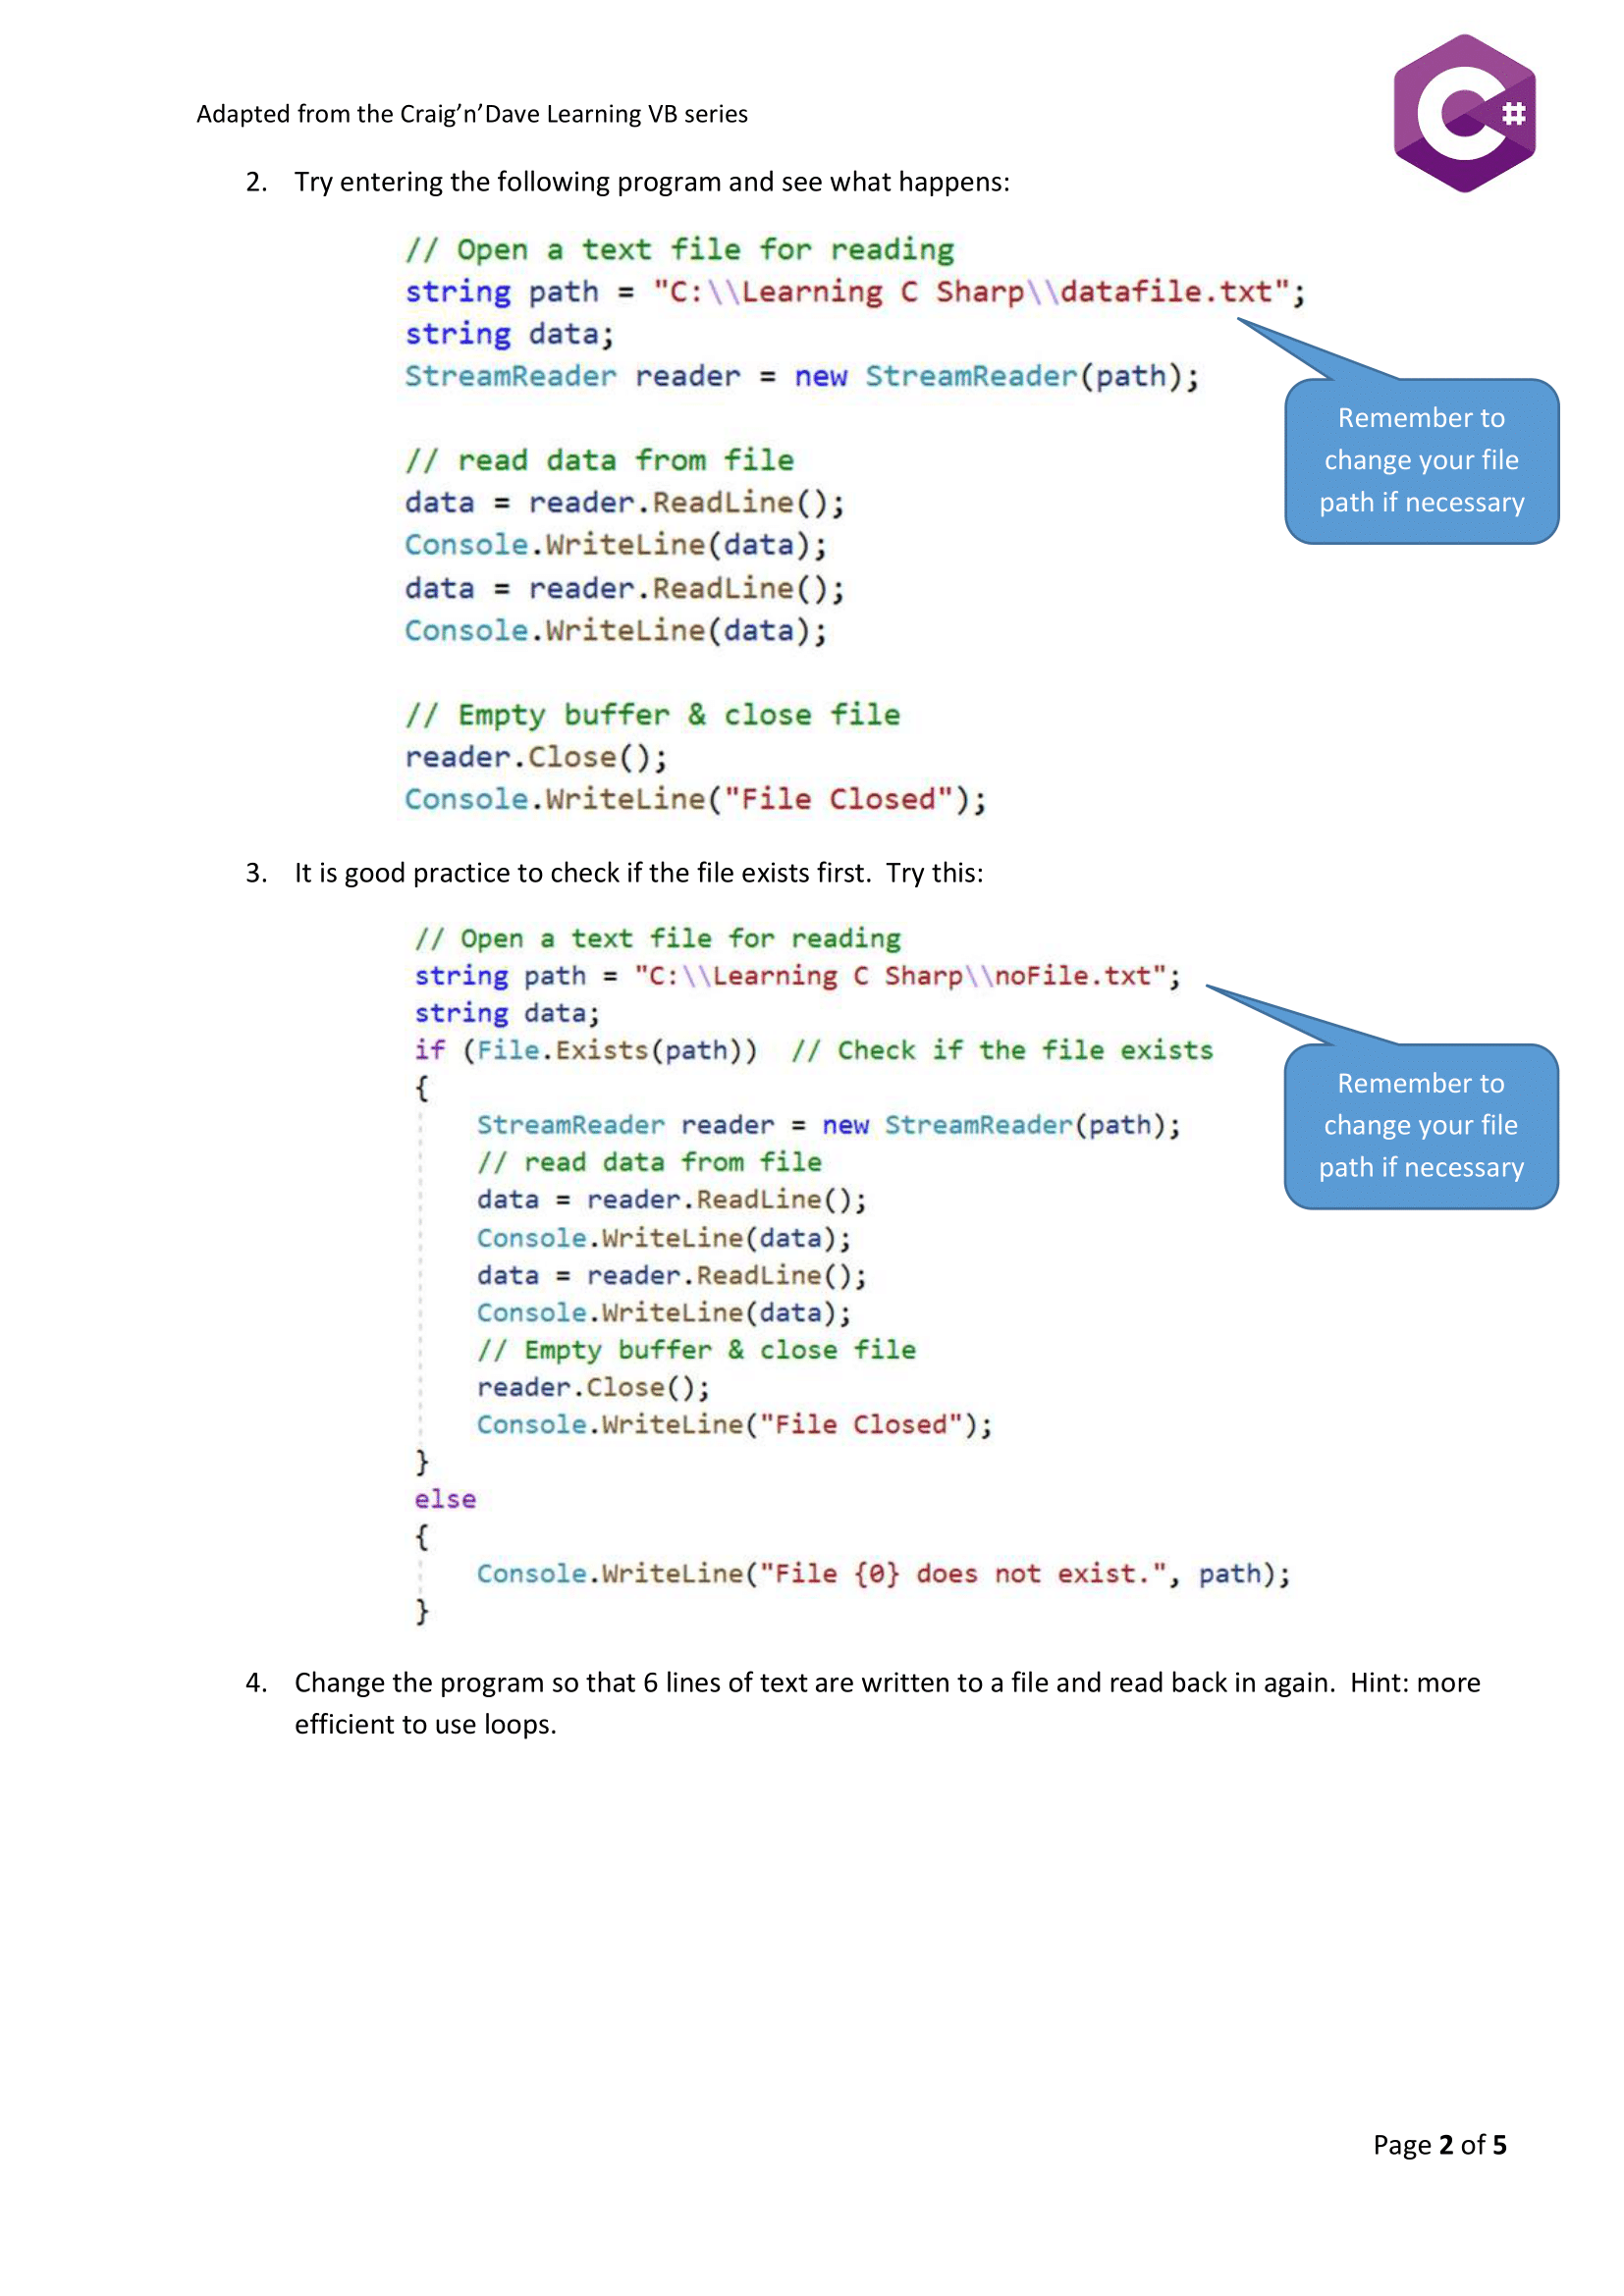 Adapted from the Craig’n’Dave Learning VB series
C#
2. Try entering the following program and see what happens:
// Open a text file for reading
string path = "C:\\Learning C Sharp\\datafile.txt";
string data;
StreamReader reader = new StreamReader(path);
Remember to
change your file
path if necessary
// read data from file
data = reader.ReadLine();
Console.WriteLine(data);
data = reader.ReadLine();
Console.WriteLine(data);
// Empty buffer & close file
reader.Close();
Console.WriteLine("File Closed");
3. It is good practice to check if the file exists first.  Try this:
// Open a text file for reading
string path = "C:\\Learning C Sharp\\noFile.txt";
string data;
if (File.Exists(path))  // Check if the file exists
{
Remember to
change your file
path if necessary
    StreamReader reader = new StreamReader(path);
    // read data from file
    data = reader.ReadLine();
    Console.WriteLine(data);
    data = reader.ReadLine();
    Console.WriteLine(data);
    // Empty buffer & close file
    reader.Close();
    Console.WriteLine("File Closed");
}
else
{
    Console.WriteLine("File {0} does not exist.", path);
}
4. Change the program so that 6 lines of text are written to a file and read back in again.  Hint: more
efficient to use loops.
Page 2 of 5